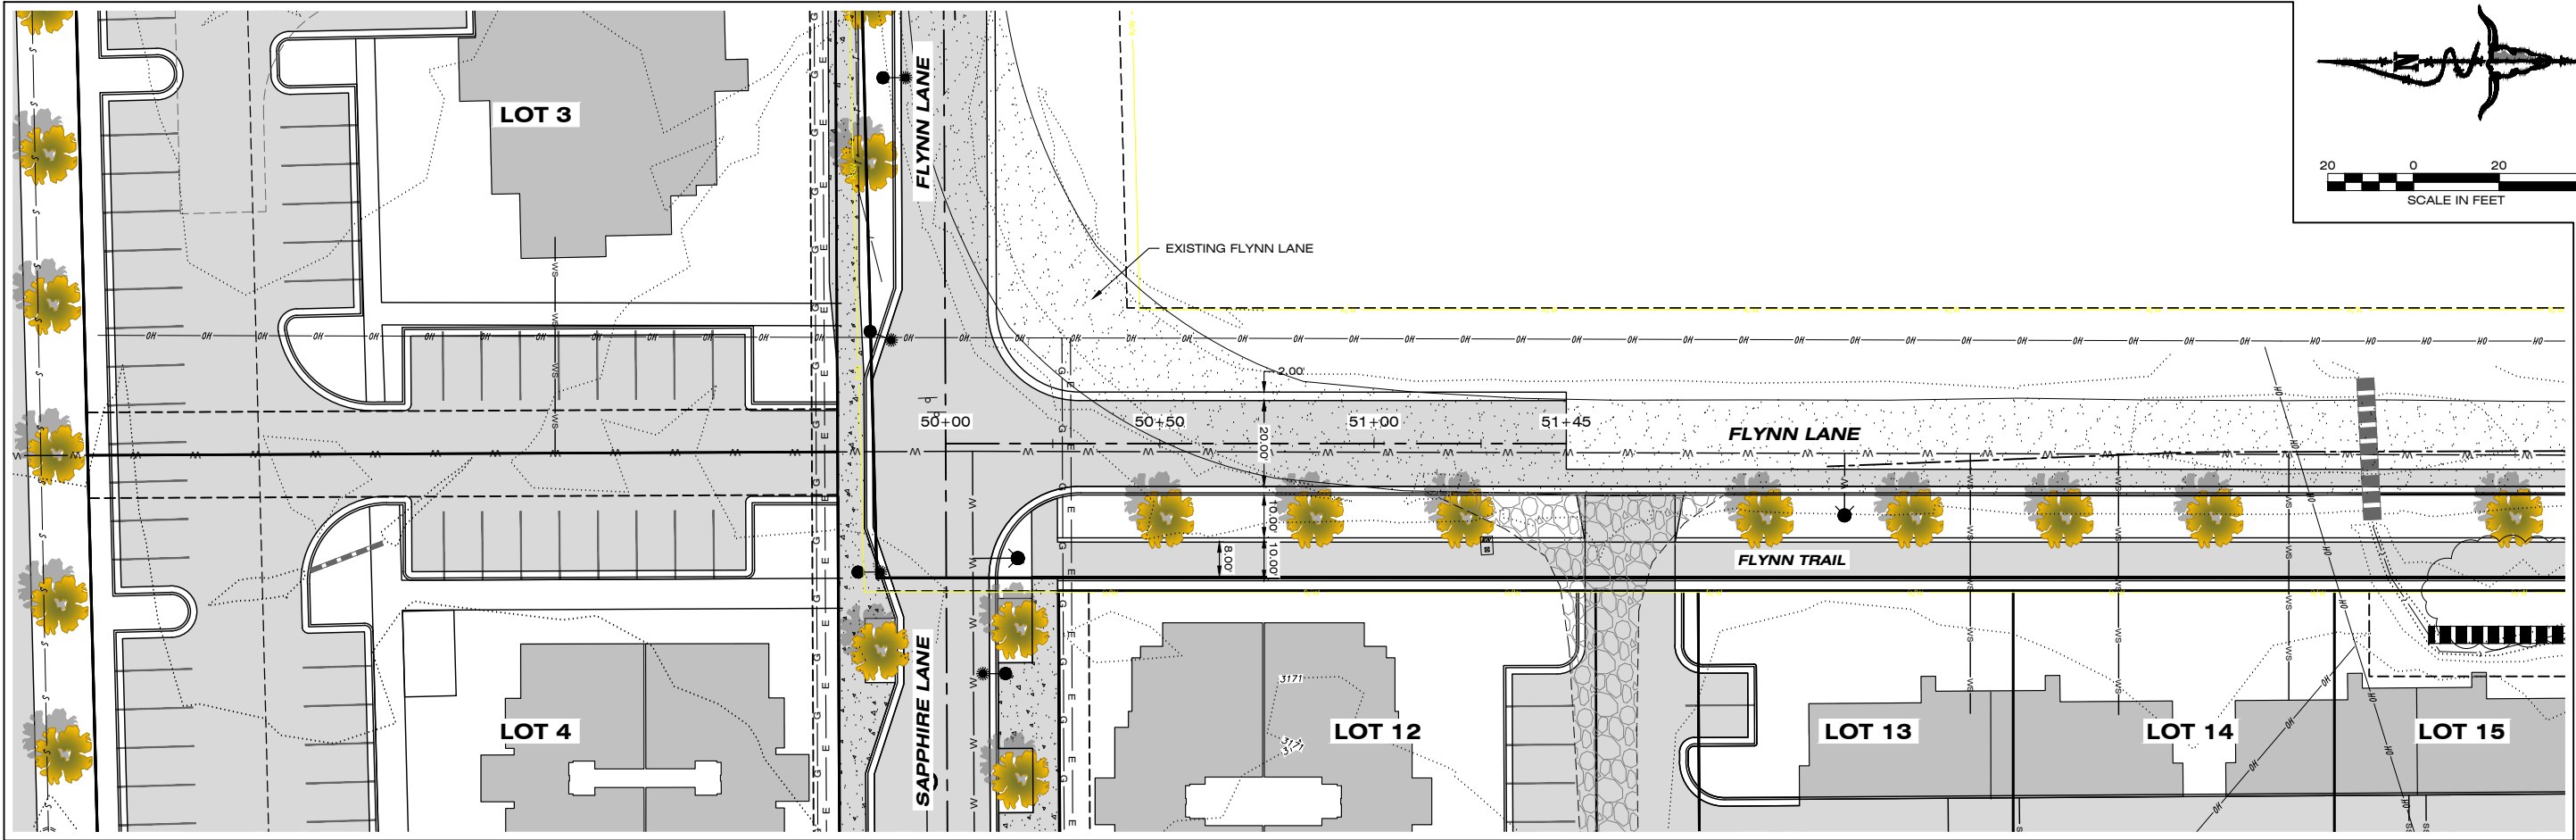 LOT 3
FLYNN LANE
N
20 0 20
SCALE IN FEET
EXISTING FLYNN LANE
2.00'
50+00
50+50
51+00
51+45
20.00'
FLYNN LANE
10.00'
10.00'
8.00'
FLYNN TRAIL
SAPPHIRE LANE
LOT 4
3171
3171
3171
LOT 12
LOT 13
LOT 14
LOT 15